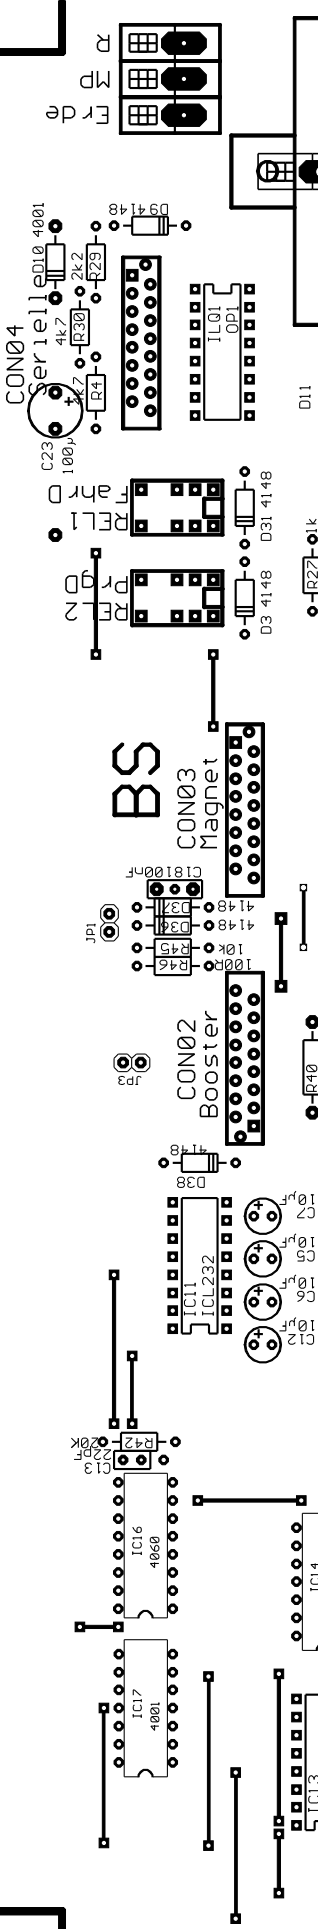 R
MP
Erde
D9 4148
D10 4001
2k2
R29
4k7
R30
4k7
R4
CON04
Serielle
+
C23
100µ
ILQ1
OP1
D11
FahrD
REL1
D31 4148
PrgD
REL2
D3 4148
R27
1k
BS
CON03
Magnet
C18 100nF
D37
4148
D36
4148
R45
10k
R46
100R
JP1
CON02
Booster
JP3
R40
4148
D38
IC11
ICL232
+
10µF
C7
+
10µF
C5
+
10µF
C6
+
10µF
C12
20K
R42
22pF
C13
IC16
4060
IC14
IC17
4001
IC13